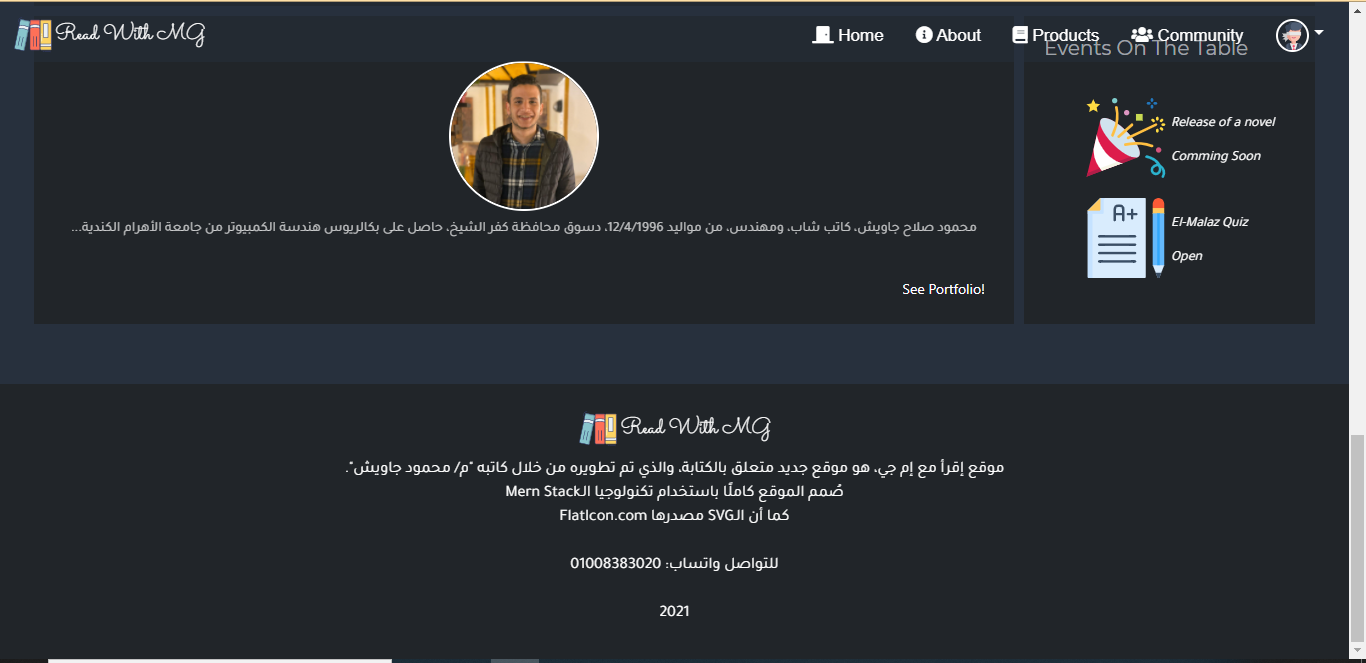 Read With MG
Home
About
Products
Community
Events On The Table
Release of a novel
Comming Soon
El-Malaz Quiz
Open
محمود صلاح جاويش، كاتب شاب، ومهندس، من مواليد 12/4/1996، دسوق محافظة كفر الشيخ، حاصل على بكالريوس هندسة الكمبيوتر من جامعة الأهرام الكندية...
See Portfolio!
A+
Read With MG
موقع إقرأ مع إم جي، هو موقع جديد متعلق بالكتابة، والذي تم تطويره من خلال كاتبه "م/ محمود جاويش".
صُمم الموقع كاملًا باستخدام تكنولوجيا الـMern Stack
كما أن الـSVG مصدرها FlatIcon.com
للتواصل واتساب: 01008383020
2021